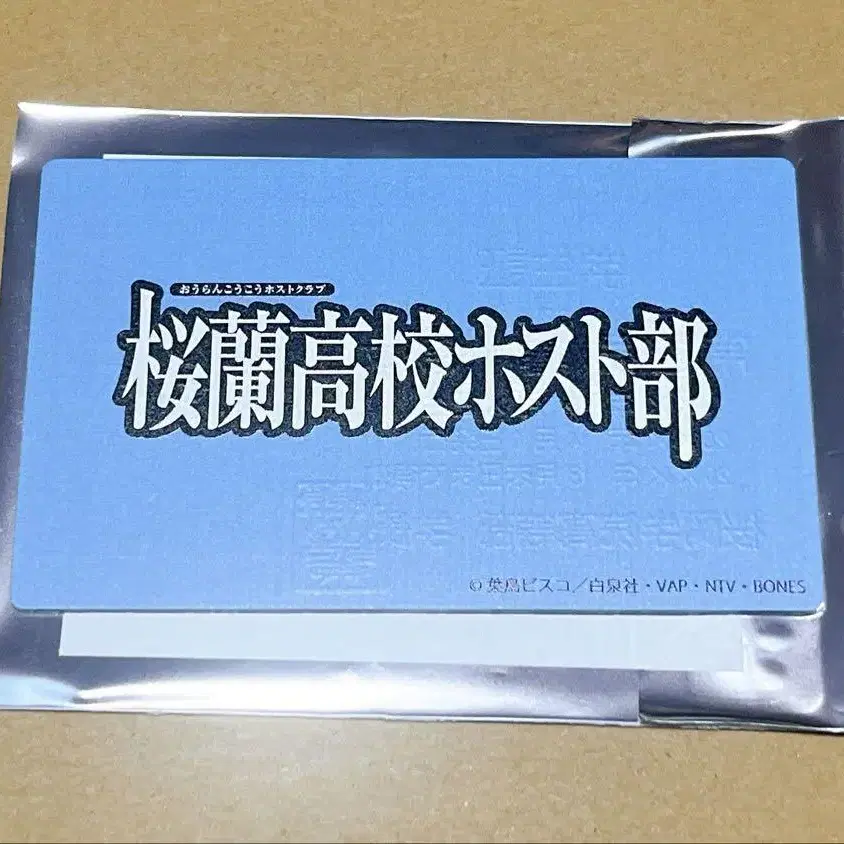 おうらんこうこうホストクラブ
桜蘭高校ホスト部
© 葉鳥ビスコ／白泉社・VAP・NTV・BONES